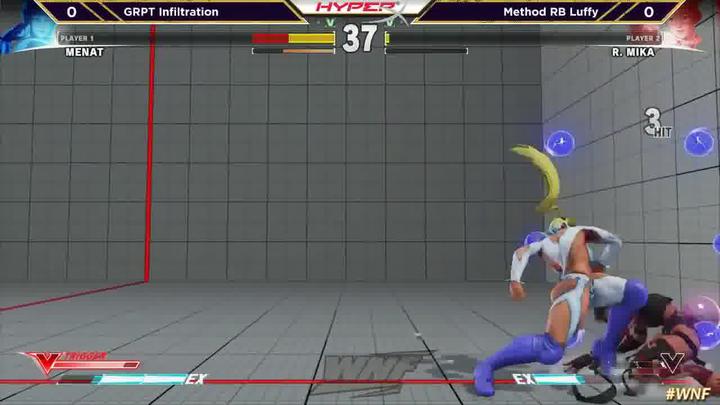 0 GRPT Infiltration HYPER Method RB Luffy 0
PLAYER 1 37 PLAYER 2
MENAT V R. MIKA
3 HIT
V TRIGGER V
EX WNF EX
#WNF